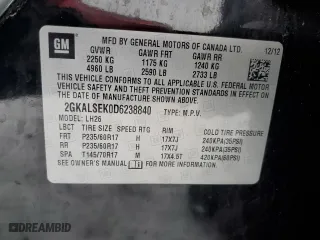 GM
MFD BY GENERAL MOTORS OF CANADA LTD. 12/12
GVWR GAWR FRT GAWR RR
2250 KG 1175 KG 1240 KG
4960 LB 2590 LB 2733 LB
THIS VEHICLE CONFORMS TO ALL APPLICABLE U.S. FEDERAL MOTOR
VEHICLE SAFETY AND THEFT PREVENTION STANDARDS IN
EFFECT ON THE DATE OF MANUFACTURE SHOWN ABOVE.
2GKALSEK0D6238840 TYPE: M.P.V.
MODEL: LH26
LBCT TIRE SIZE SPEED RTG RIM COLD TIRE PRESSURE
FRT P235/60R17 H 17X7J 240KPA(35PSI)
RR P235/60R17 H 17X7J 240KPA(35PSI)
SPA T145/70R17 M 17X4.5T 420KPA(60PSI)
SEE OWNER'S MANUAL FOR MORE INFORMATION.